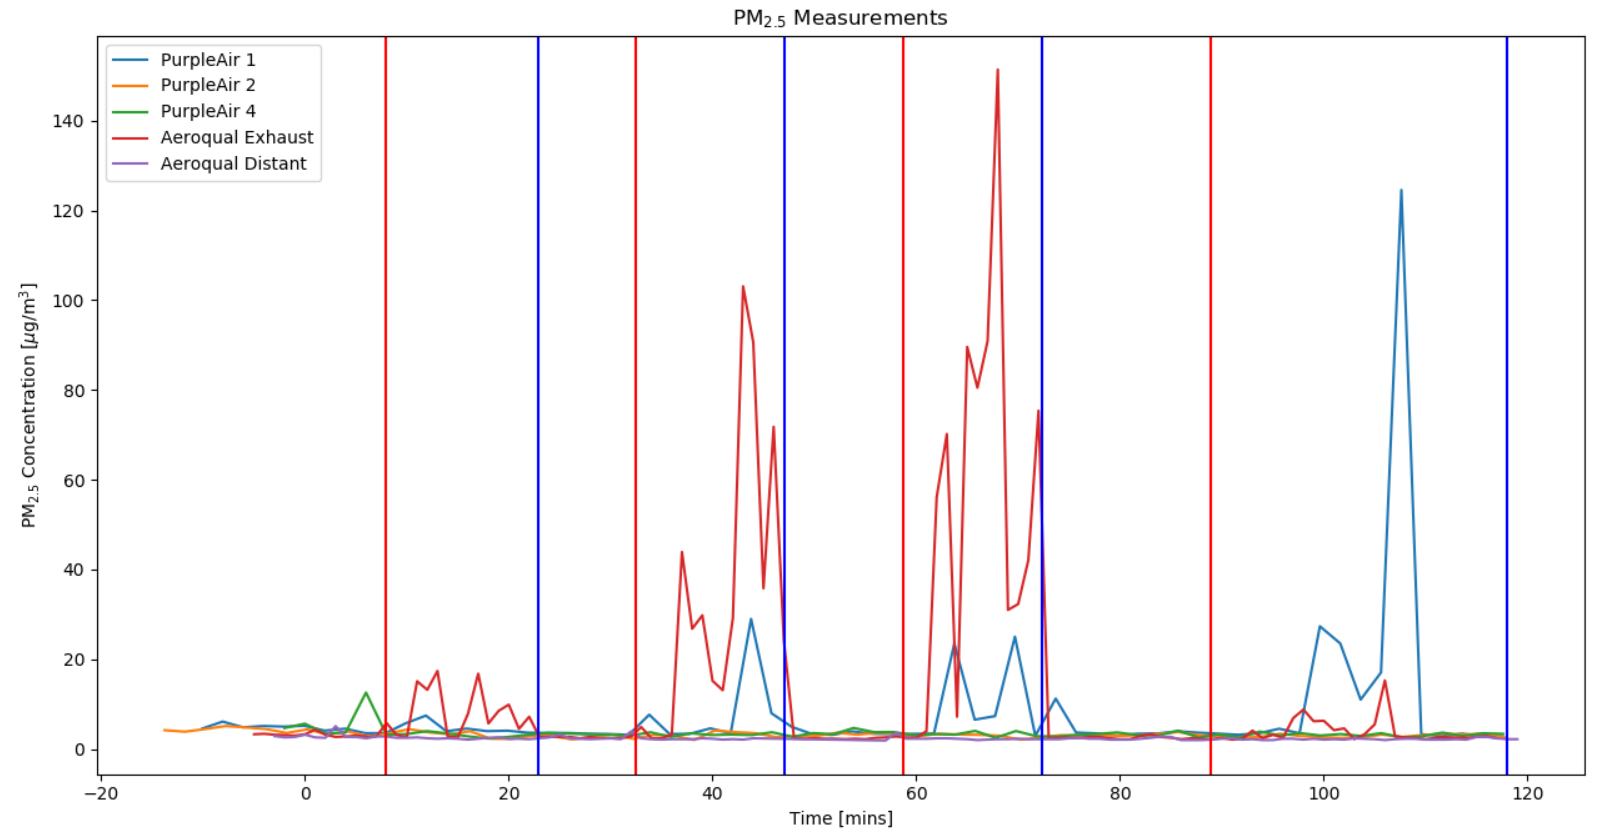 PM₂.₅ Measurements
PurpleAir 1
PurpleAir 2
PurpleAir 4
Aeroqual Exhaust
Aeroqual Distant
140
120
100
80
60
40
20
0
PM₂.₅ Concentration [μg/m³]
−20 0 20 40 60 80 100 120
Time [mins]